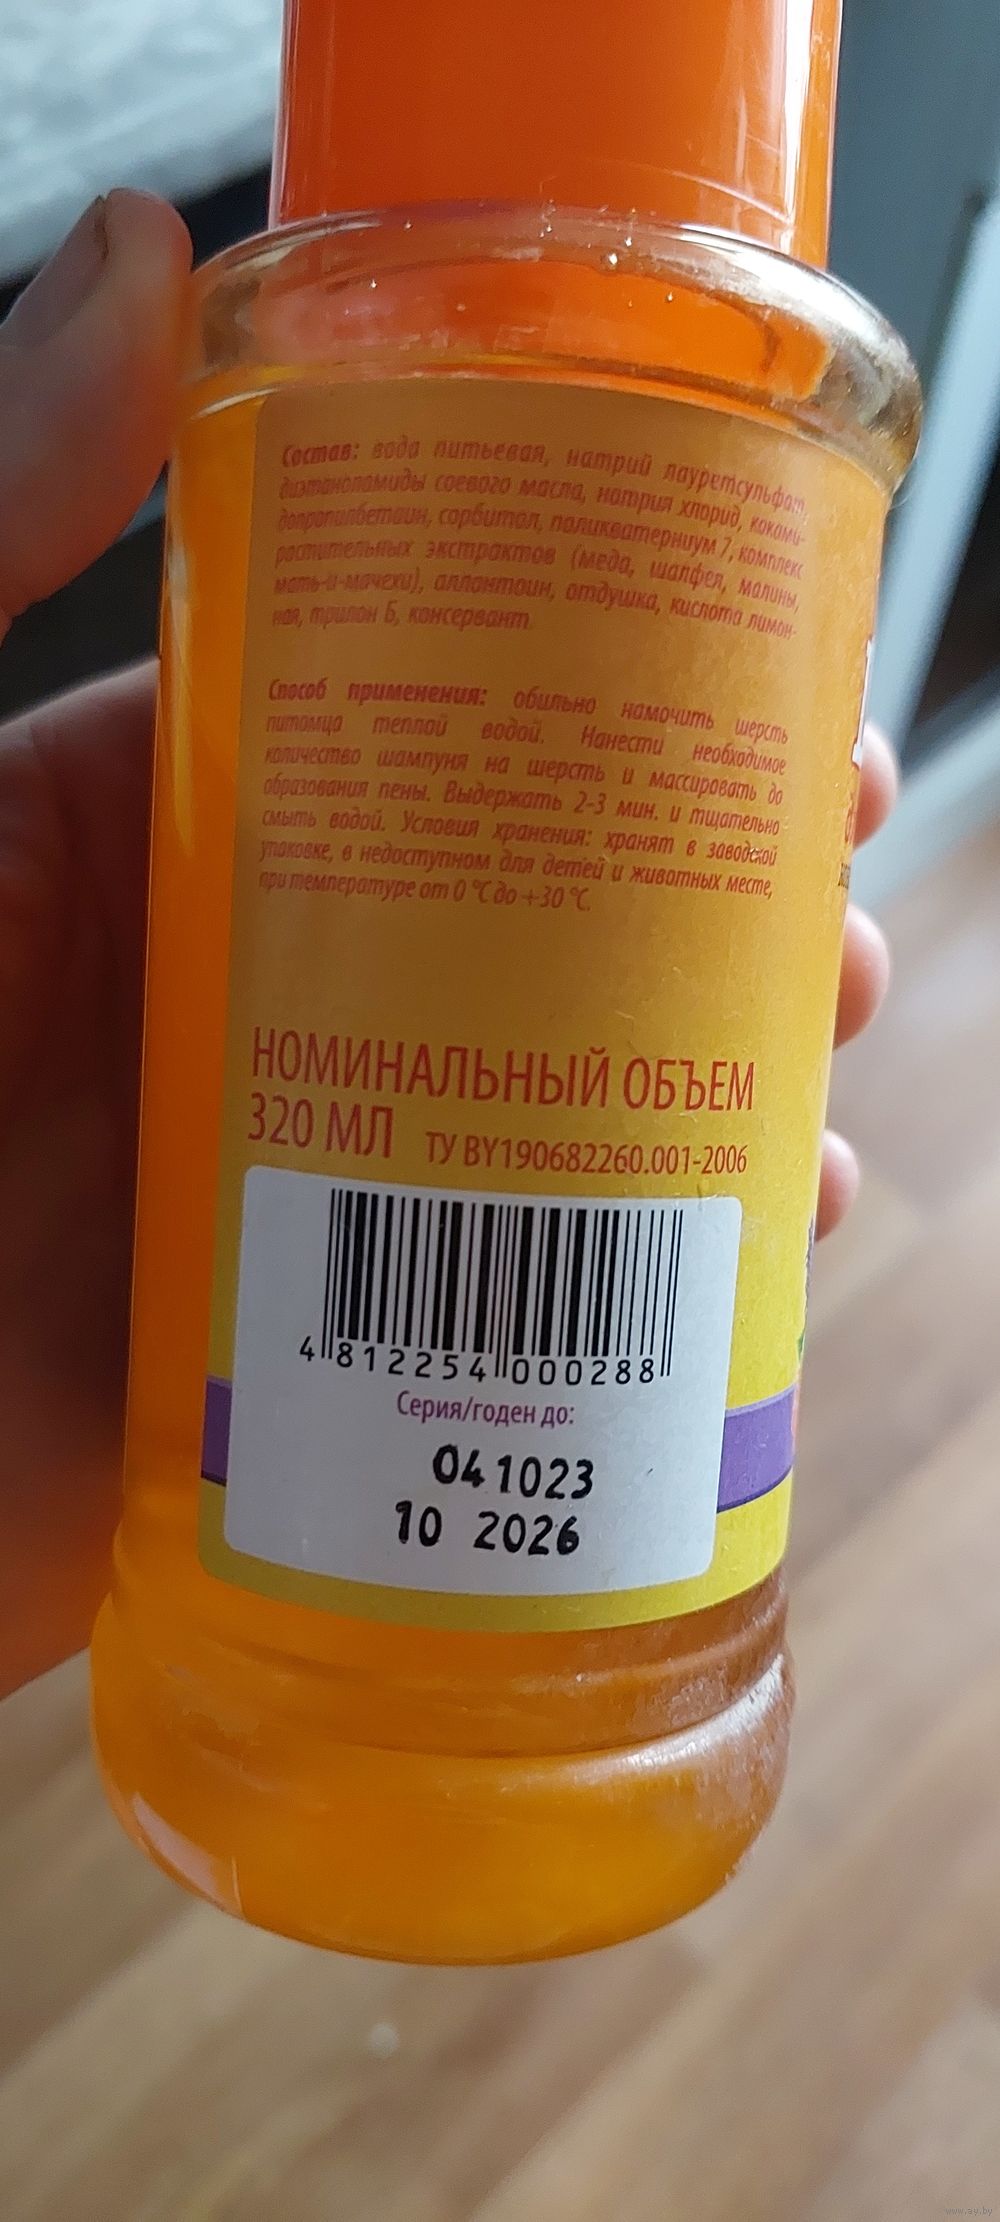 Состав: вода питьевая, натрий лауретсульфат,
диэтаноламиды соевого масла, натрия хлорид, коками-
допропилбетаин, сорбитол, поликватерниум 7, комплекс
растительных экстрактов (меда, шалфея, малины,
мать-и-мачехи), аллантоин, отдушка, кислота лимон-
ная, трилон Б, консервант
Способ применения: обильно намочить шерсть
питомца теплой водой. Нанести необходимое
количество шампуня на шерсть и массировать до
образования пены. Выдержать 2-3 мин. и тщательно
смыть водой. Условия хранения: хранят в заводской
упаковке, в недоступном для детей и животных месте,
при температуре от 0 °С до +30 °С.
НОМИНАЛЬНЫЙ ОБЪЕМ
320 МЛ ТУ BY190682260.001-2006
4 812254 000288
Серия/годен до:
041023
10 2026
www.ay.by